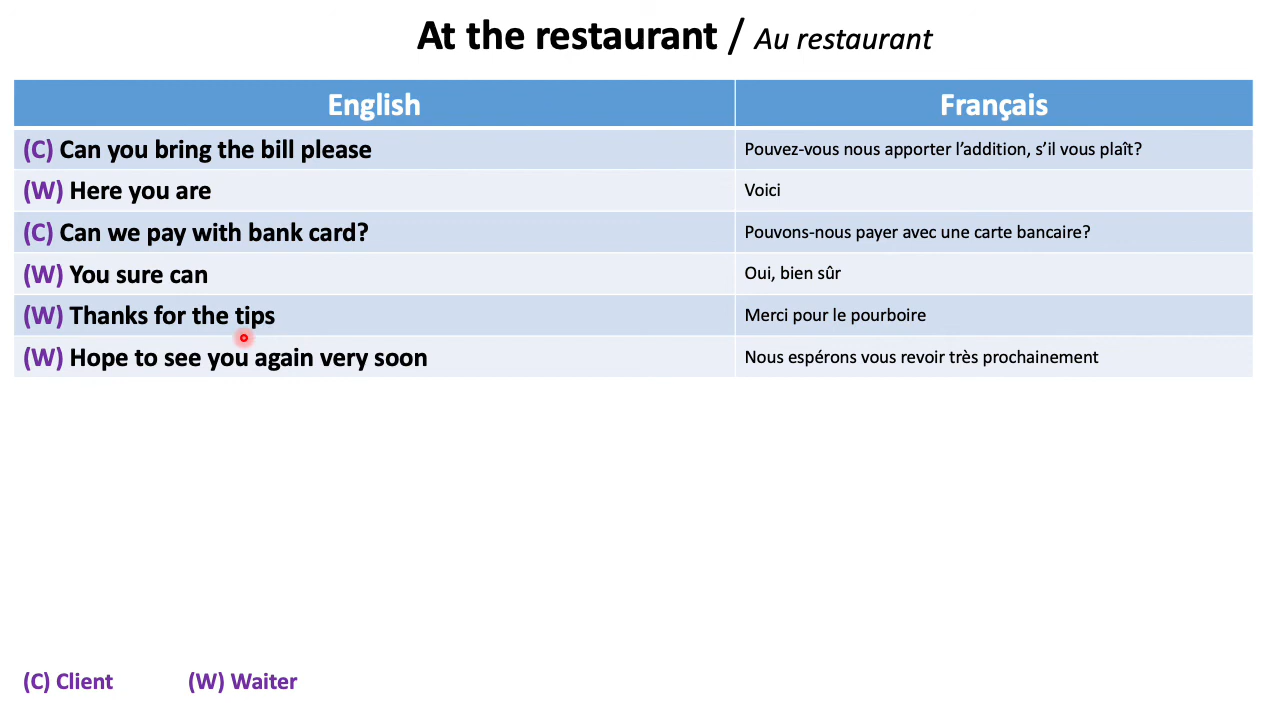 At the restaurant / Au restaurant
English Français
(C) Can you bring the bill please Pouvez-vous nous apporter l’addition, s’il vous plaît?
(W) Here you are Voici
(C) Can we pay with bank card? Pouvons-nous payer avec une carte bancaire?
(W) You sure can Oui, bien sûr
(W) Thanks for the tips Merci pour le pourboire
(W) Hope to see you again very soon Nous espérons vous revoir très prochainement
(C) Client (W) Waiter